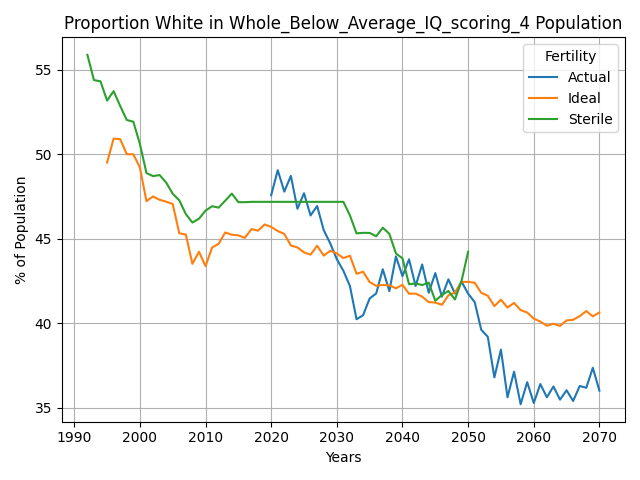 Proportion White in Whole_Below_Average_IQ_scoring_4 Population
% of Population
55
50
45
40
35
Fertility
Actual
Ideal
Sterile
1990 2000 2010 2020 2030 2040 2050 2060 2070
Years